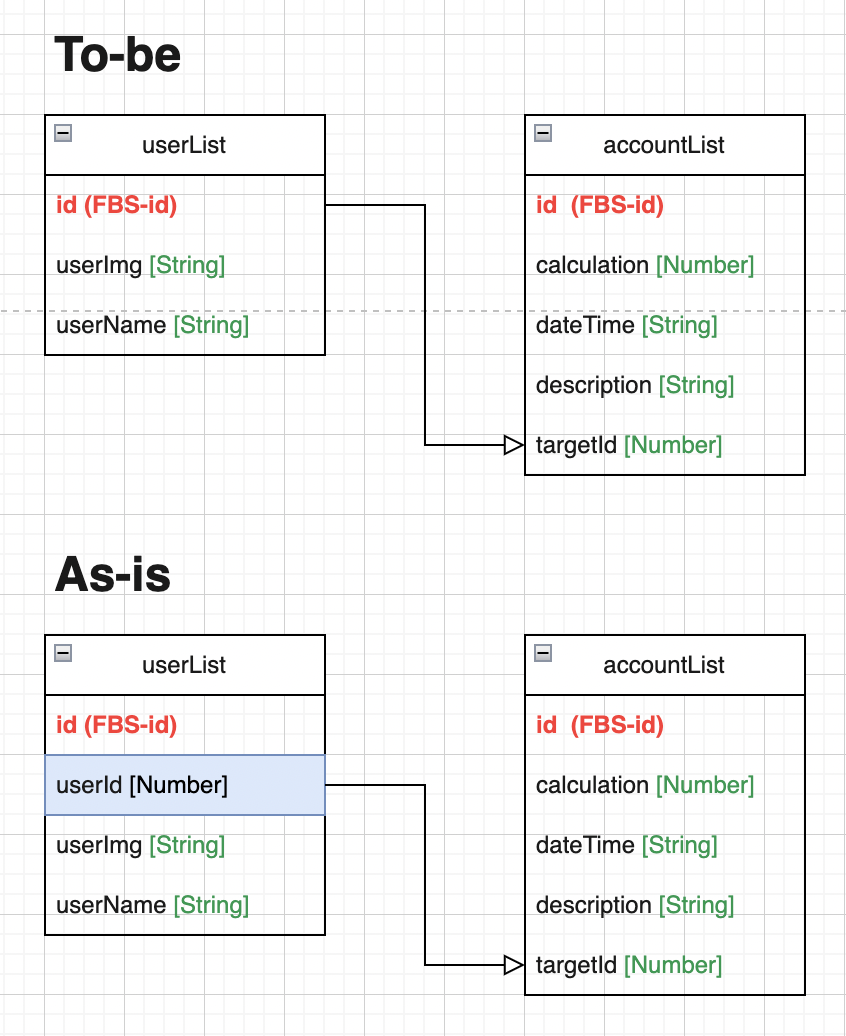 To-be
userList
id (FBS-id)
userImg [String]
userName [String]
accountList
id (FBS-id)
calculation [Number]
dateTime [String]
description [String]
targetId [Number]
As-is
userList
id (FBS-id)
userId [Number]
userImg [String]
userName [String]
accountList
id (FBS-id)
calculation [Number]
dateTime [String]
description [String]
targetId [Number]